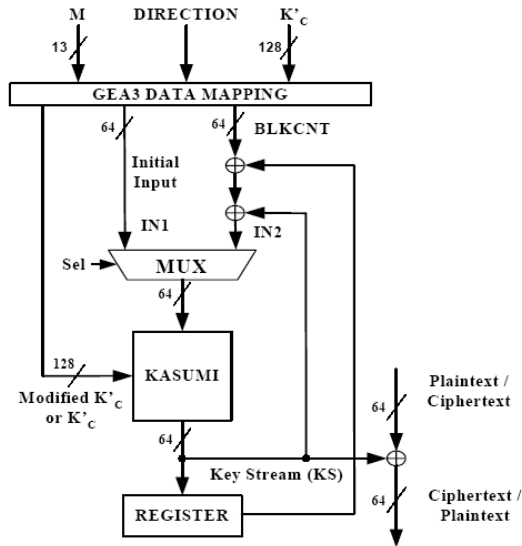 M DIRECTION K'C
13 128
GEA3 DATA MAPPING
64 64 BLKCNT
Initial
Input
IN1 IN2
Sel MUX
64
128 KASUMI
Modified K'C
or K'C
64
Key Stream (KS)
REGISTER
Plaintext /
Ciphertext
64
64
Ciphertext /
Plaintext